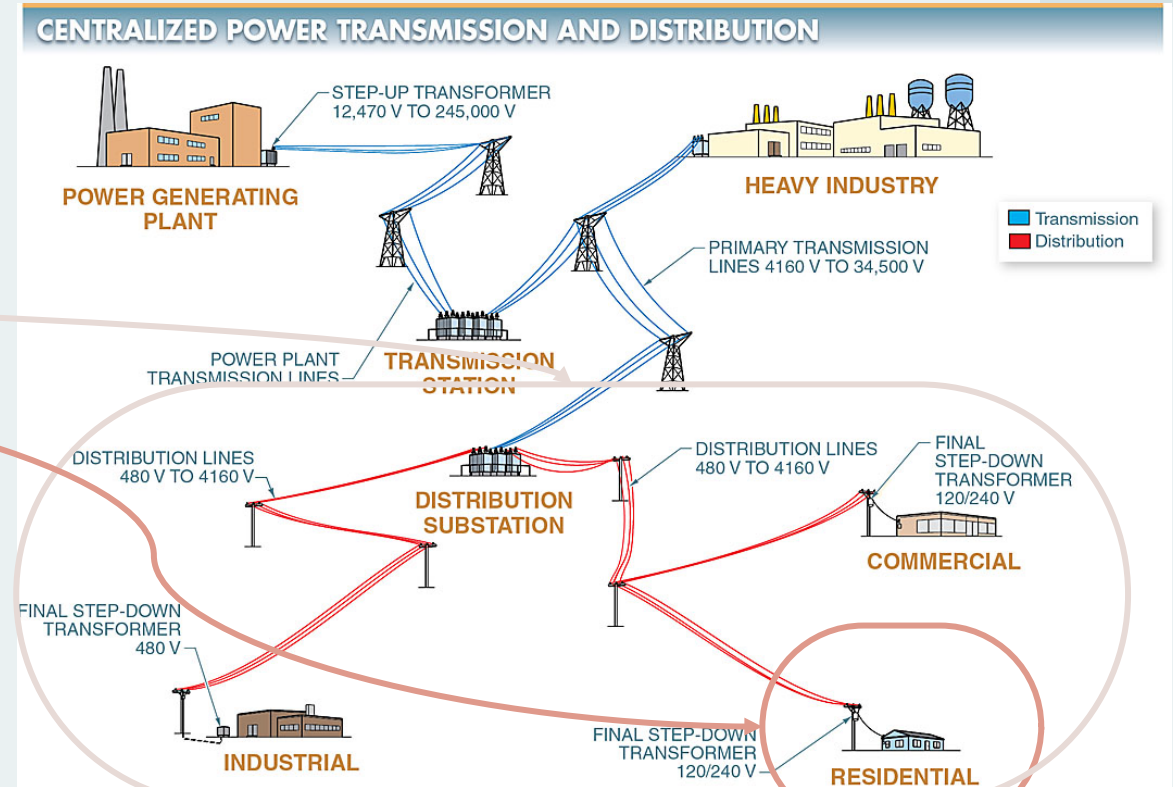 CENTRALIZED POWER TRANSMISSION AND DISTRIBUTION
STEP-UP TRANSFORMER
12,470 V TO 245,000 V
POWER GENERATING
PLANT
HEAVY INDUSTRY
Transmission
Distribution
PRIMARY TRANSMISSION
LINES 4160 V TO 34,500 V
POWER PLANT
TRANSMISSION LINES
TRANSMISSION
STATION
DISTRIBUTION LINES
480 V TO 4160 V
DISTRIBUTION
SUBSTATION
DISTRIBUTION LINES
480 V TO 4160 V
FINAL
STEP-DOWN
TRANSFORMER
120/240 V
COMMERCIAL
FINAL STEP-DOWN
TRANSFORMER
480 V
INDUSTRIAL
FINAL STEP-DOWN
TRANSFORMER
120/240 V
RESIDENTIAL